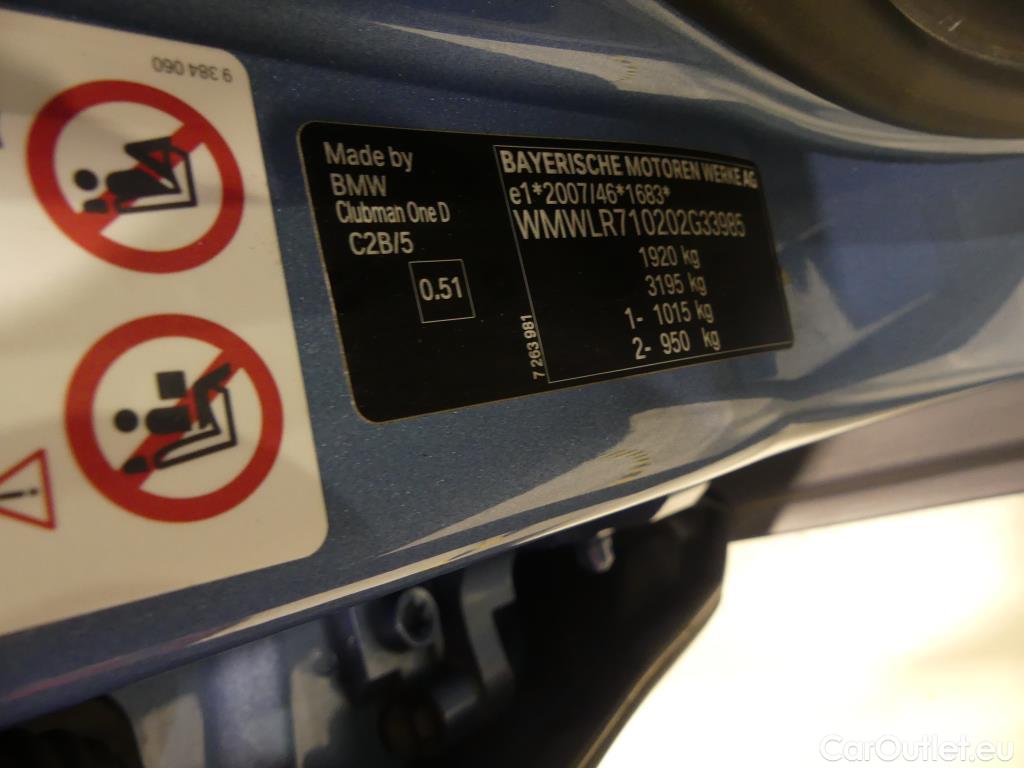 9 384 060
Made by
BMW
Clubman One D
C2B/5
0.51
BAYERISCHE MOTOREN WERKE AG
e1*2007/46*1683*
WMWLR710202G33985
1920 kg
3195 kg
1- 1015 kg
2- 950 kg
7 263 981
!
CarOutlet.eu